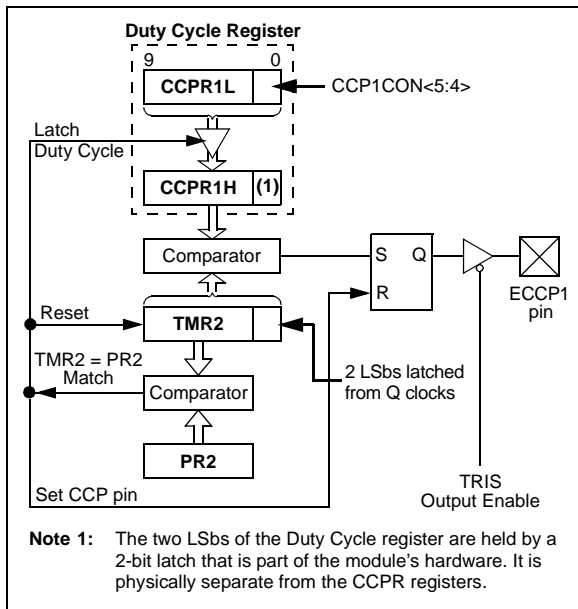 Duty Cycle Register
9 0
CCPR1L
CCP1CON<5:4>
Latch
Duty Cycle
CCPR1H (1)
Comparator
S Q
R
ECCP1
pin
Reset
TMR2
TMR2 = PR2
Match
2 LSbs latched
from Q clocks
Comparator
PR2
Set CCP pin
TRIS
Output Enable
Note 1: The two LSbs of the Duty Cycle register are held by a
2-bit latch that is part of the module's hardware. It is
physically separate from the CCPR registers.